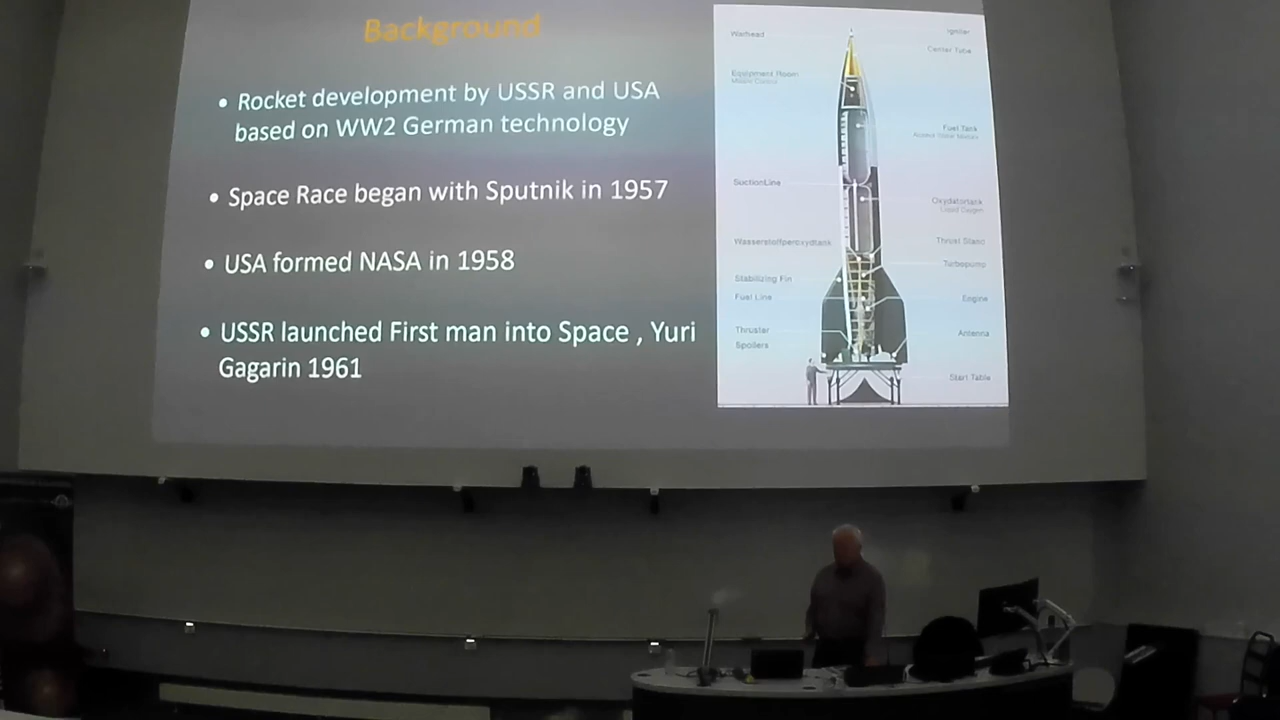 Background
• Rocket development by USSR and USA
based on WW2 German technology
• Space Race began with Sputnik in 1957
• USA formed NASA in 1958
• USSR launched First man into Space , Yuri
Gagarin 1961
Warhead
Equipment Room
Missile Control
SuctionLine
Wasserstoffperoxydtank
Stabilizing Fin
Fuel Line
Thruster
Spoilers
Igniter
Center Tube
Fuel Tank
Oxydatortank
Liquid Oxygen
Thrust
Turbopump
Engine
Antenna
Start Table